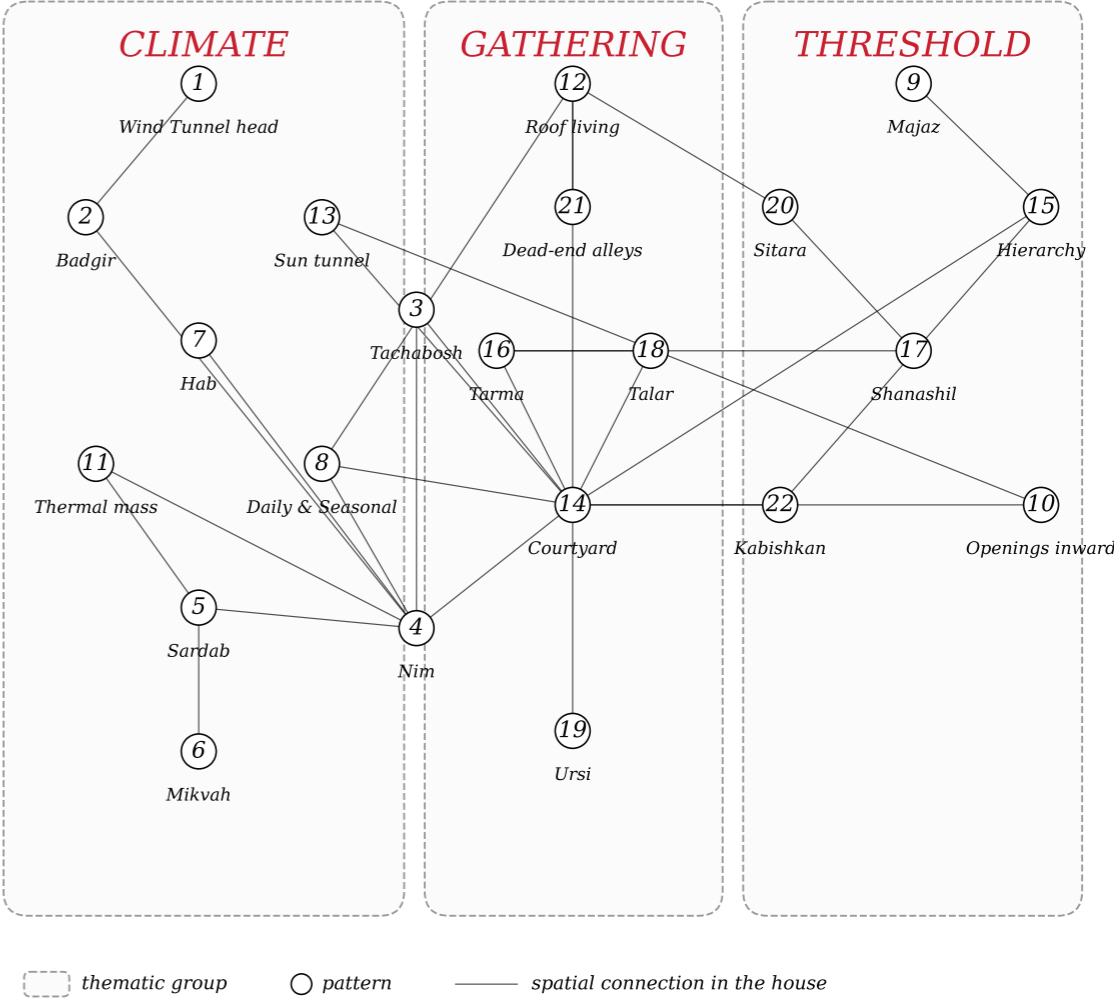 CLIMATE
GATHERING
THRESHOLD
1
Wind Tunnel head
12
Roof living
9
Majaz
2
Badgir
13
Sun tunnel
21
Dead-end alleys
20
Sitara
15
Hierarchy
3
Tachabosh
7
Hab
16
Tarma
18
Talar
17
Shanashil
11
Thermal mass
8
Daily & Seasonal
14
Courtyard
22
Kabishkan
10
Openings inward
5
Sardab
4
Nim
6
Mikvah
19
Ursi
thematic group
pattern
spatial connection in the house